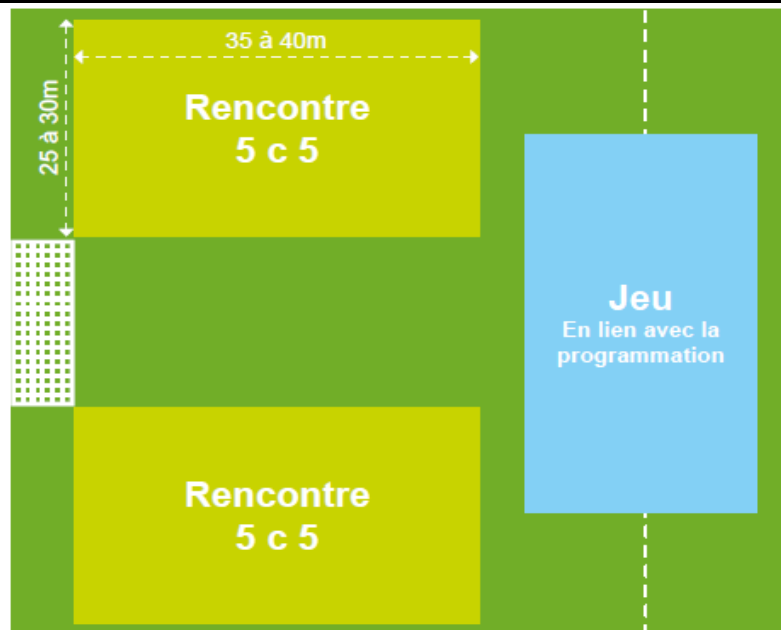 35 à 40m
25 à 30m
Rencontre
5 c 5
Jeu
En lien avec la
programmation
Rencontre
5 c 5